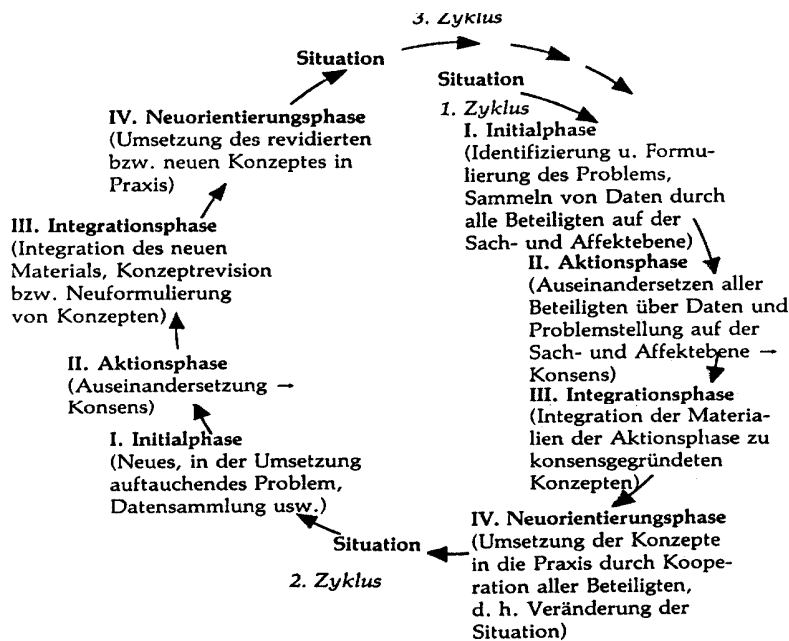 3. Zyklus
Situation
Situation
1. Zyklus
I. Initialphase
(Identifizierung u. Formu-
lierung des Problems,
Sammeln von Daten durch
alle Beteiligten auf der
Sach- und Affektebene)
II. Aktionsphase
(Auseinandersetzen aller
Beteiligten über Daten und
Problemstellung auf der
Sach- und Affektebene →
Konsens)
III. Integrationsphase
(Integration der Materia-
lien der Aktionsphase zu
konsensgegründeten
Konzepten)
IV. Neuorientierungsphase
(Umsetzung der Konzepte
in die Praxis durch Koope-
ration aller Beteiligten,
d. h. Veränderung der
Situation)
Situation
2. Zyklus
I. Initialphase
(Neues, in der Umsetzung
auftauchendes Problem,
Datensammlung usw.)
II. Aktionsphase
(Auseinandersetzung →
Konsens)
III. Integrationsphase
(Integration des neuen
Materials, Konzeptrevision
bzw. Neuformulierung
von Konzepten)
IV. Neuorientierungsphase
(Umsetzung des revidierten
bzw. neuen Konzeptes in
Praxis)